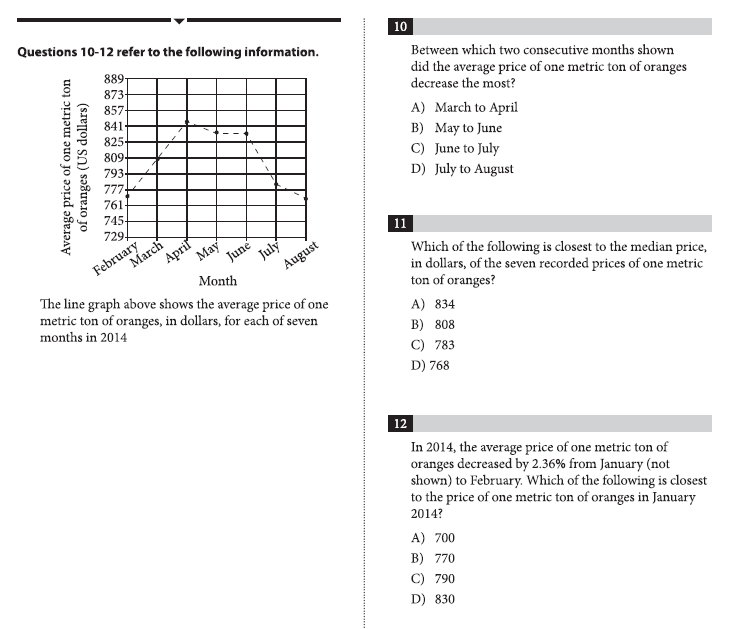 Questions 10-12 refer to the following information.
Average price of one metric ton
of oranges (US dollars)
889
873
857
841
825
809
793
777
761
745
729
February
March
April
May
June
July
August
Month
The line graph above shows the average price of one
metric ton of oranges, in dollars, for each of seven
months in 2014
10
Between which two consecutive months shown
did the average price of one metric ton of oranges
decrease the most?
A) March to April
B) May to June
C) June to July
D) July to August
11
Which of the following is closest to the median price,
in dollars, of the seven recorded prices of one metric
ton of oranges?
A) 834
B) 808
C) 783
D) 768
12
In 2014, the average price of one metric ton of
oranges decreased by 2.36% from January (not
shown) to February. Which of the following is closest
to the price of one metric ton of oranges in January
2014?
A) 700
B) 770
C) 790
D) 830